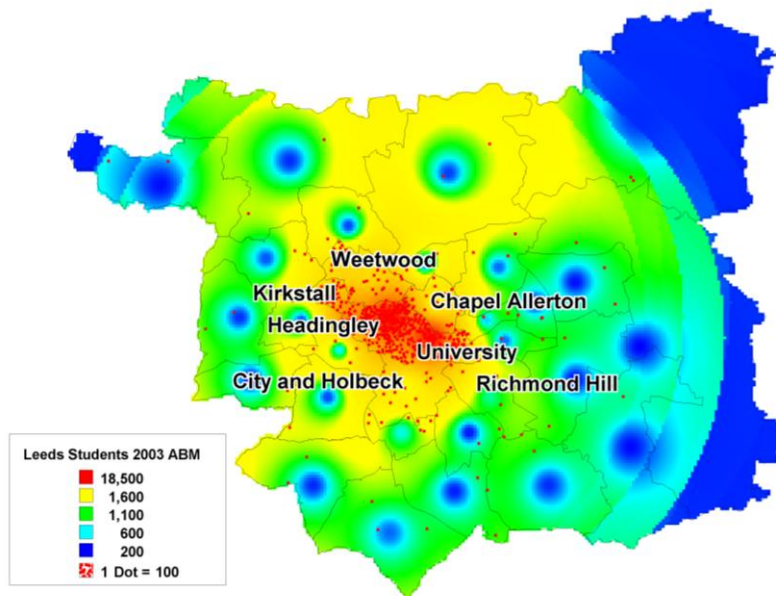 Weetwood
Kirkstall
Chapel Allerton
Headingley
University
City and Holbeck
Richmond Hill
Leeds Students 2003 ABM
18,500
1,600
1,100
600
200
1 Dot = 100